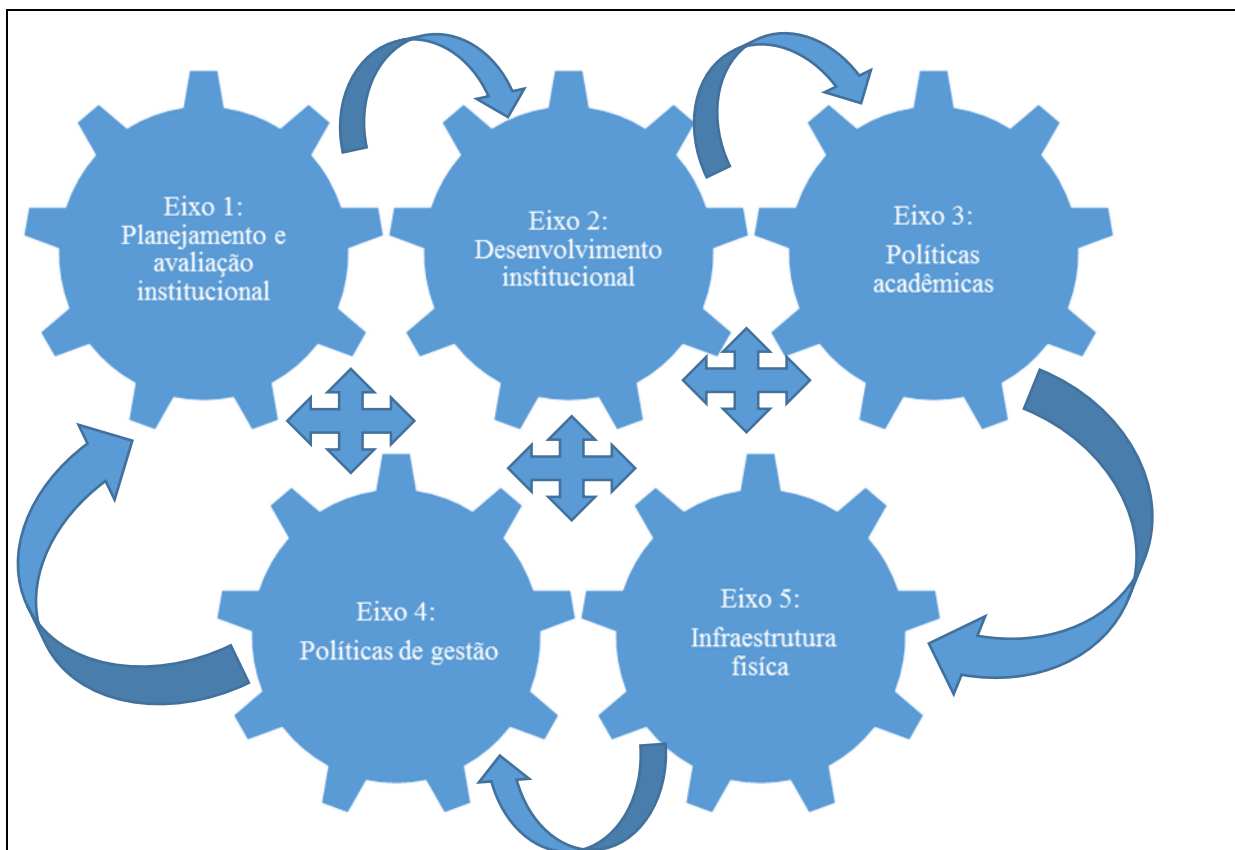 Eixo 1:
Planejamento e
avaliação
institucional
Eixo 2:
Desenvolvimento
institucional
Eixo 3:
Políticas
acadêmicas
Eixo 4:
Políticas de gestão
Eixo 5:
Infraestrutura
fisíca